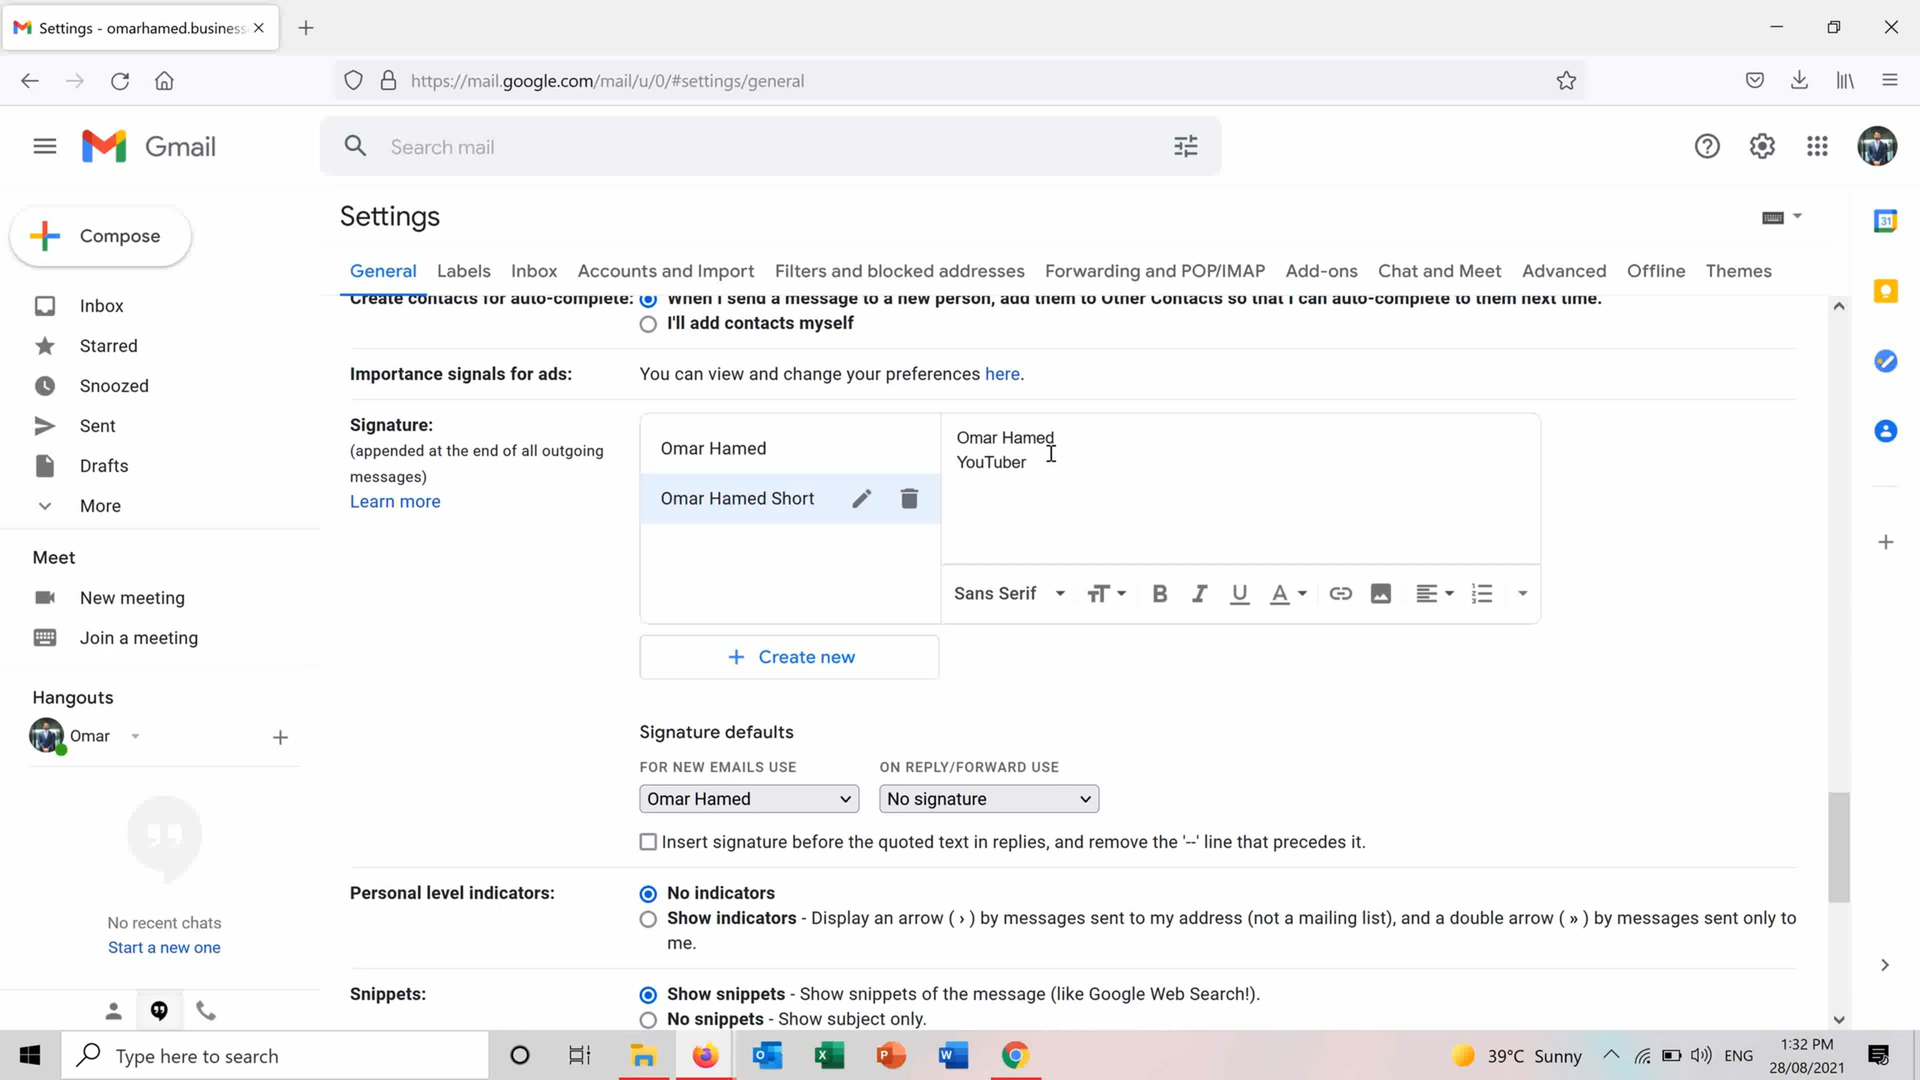 Settings - omarhamed.business
https://mail.google.com/mail/u/0/#settings/general
Gmail
Search mail
Compose
Inbox
Starred
Snoozed
Sent
Drafts
More
Meet
New meeting
Join a meeting
Hangouts
Omar
No recent chats
Start a new one
Settings
General Labels Inbox Accounts and Import Filters and blocked addresses Forwarding and POP/IMAP Add-ons Chat and Meet Advanced Offline Themes
Create contacts for auto-complete: When I send a message to a new person, add them to Other Contacts so that I can auto-complete to them next time.
I'll add contacts myself
Importance signals for ads: You can view and change your preferences here.
Signature:
(appended at the end of all outgoing
messages)
Learn more
Omar Hamed
Omar Hamed Short
Omar Hamed
YouTuber
Sans Serif
Create new
Signature defaults
FOR NEW EMAILS USE ON REPLY/FORWARD USE
Omar Hamed No signature
Insert signature before the quoted text in replies, and remove the '--' line that precedes it.
Personal level indicators: No indicators
Show indicators - Display an arrow ( › ) by messages sent to my address (not a mailing list), and a double arrow ( » ) by messages sent only to
me.
Snippets: Show snippets - Show snippets of the message (like Google Web Search!).
No snippets - Show subject only.
31
Type here to search
39°C Sunny
ENG
1:32 PM
28/08/2021